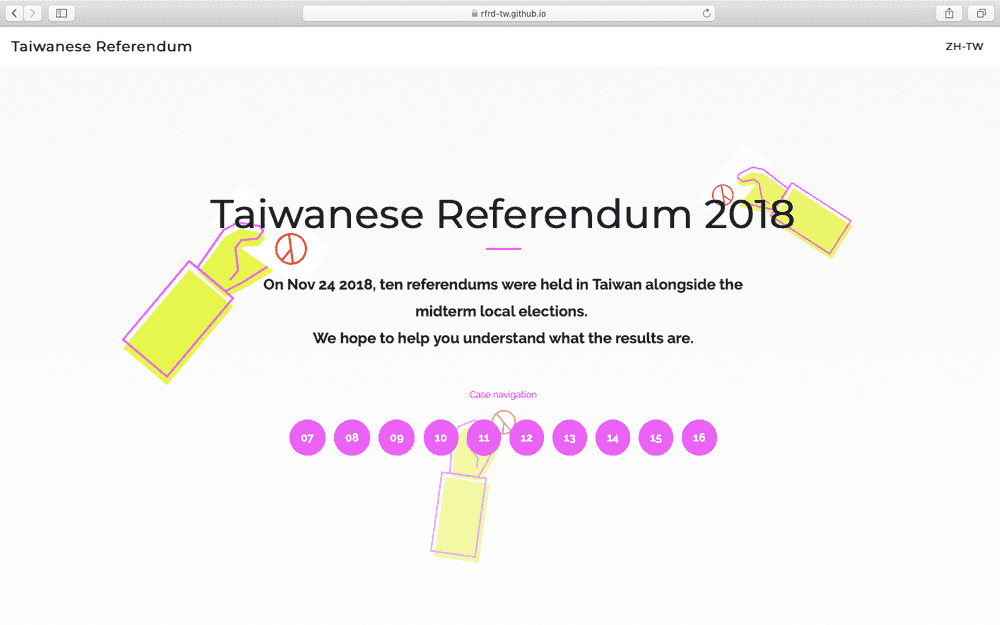 rfrd-tw.github.io
Taiwanese Referendum
ZH-TW
Taiwanese Referendum 2018
On Nov 24 2018, ten referendums were held in Taiwan alongside the
midterm local elections.
We hope to help you understand what the results are.
Case navigation
07 08 09 10 11 12 13 14 15 16